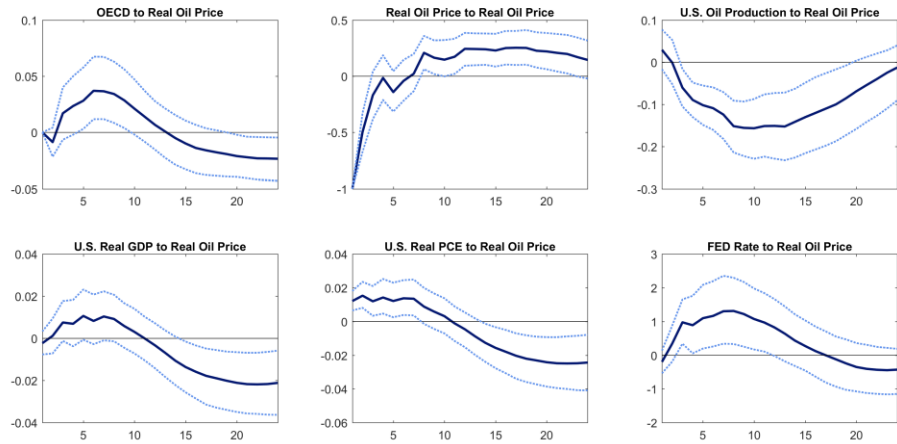 OECD to Real Oil Price
0.1
0.05
0
-0.05
5 10 15 20
Real Oil Price to Real Oil Price
0.5
0
-0.5
-1
5 10 15 20
U.S. Oil Production to Real Oil Price
0.1
0
-0.1
-0.2
-0.3
5 10 15 20
U.S. Real GDP to Real Oil Price
0.04
0.02
0
-0.02
-0.04
5 10 15 20
U.S. Real PCE to Real Oil Price
0.04
0.02
0
-0.02
-0.04
-0.06
5 10 15 20
FED Rate to Real Oil Price
3
2
1
0
-1
-2
5 10 15 20